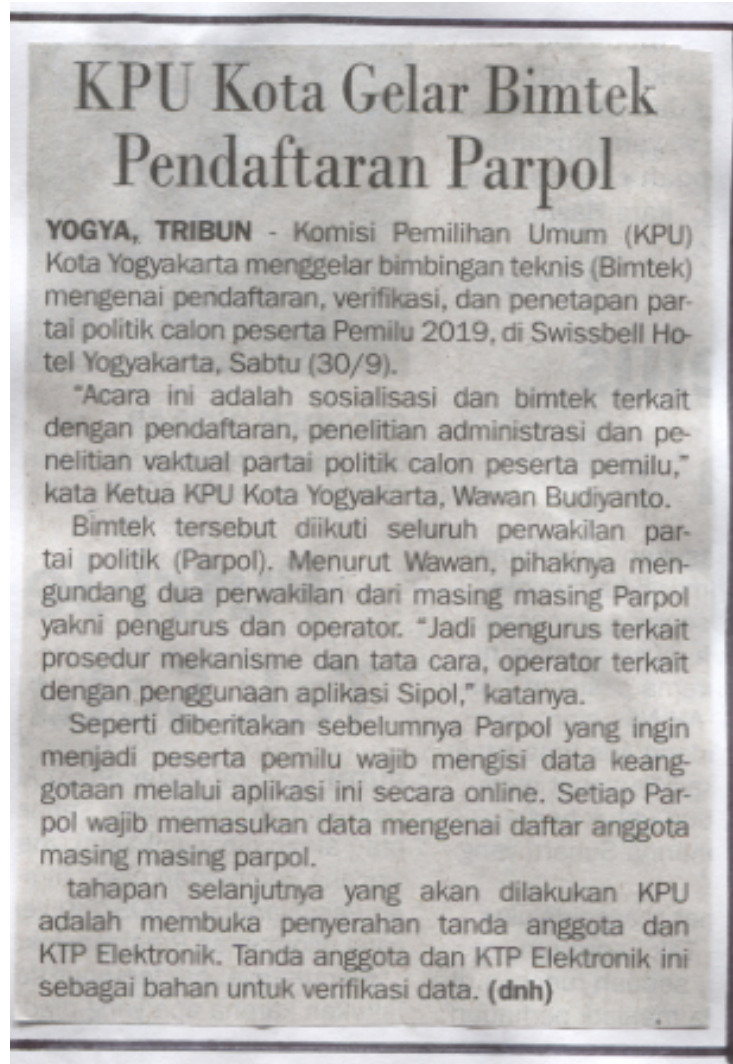 KPU Kota Gelar Bimtek
Pendaftaran Parpol
YOGYA, TRIBUN - Komisi Pemilihan Umum (KPU)
Kota Yogyakarta menggelar bimbingan teknis (Bimtek)
mengenai pendaftaran, verifikasi, dan penetapan par-
tai politik calon peserta Pemilu 2019, di Swissbell Ho-
tel Yogyakarta, Sabtu (30/9).
“Acara ini adalah sosialisasi dan bimtek terkait
dengan pendaftaran, penelitian administrasi dan pe-
nelitian vaktual partai politik calon peserta pemilu,”
kata Ketua KPU Kota Yogyakarta, Wawan Budiyanto.
Bimtek tersebut diikuti seluruh perwakilan par-
tai politik (Parpol). Menurut Wawan, pihaknya men-
gundang dua perwakilan dari masing masing Parpol
yakni pengurus dan operator. “Jadi pengurus terkait
prosedur mekanisme dan tata cara, operator terkait
dengan penggunaan aplikasi Sipol,” katanya.
Seperti diberitakan sebelumnya Parpol yang ingin
menjadi peserta pemilu wajib mengisi data keang-
gotaan melalui aplikasi ini secara online. Setiap Par-
pol wajib memasukan data mengenai daftar anggota
masing masing parpol.
tahapan selanjutnya yang akan dilakukan KPU
adalah membuka penyerahan tanda anggota dan
KTP Elektronik. Tanda anggota dan KTP Elektronik ini
sebagai bahan untuk verifikasi data. (dnh)